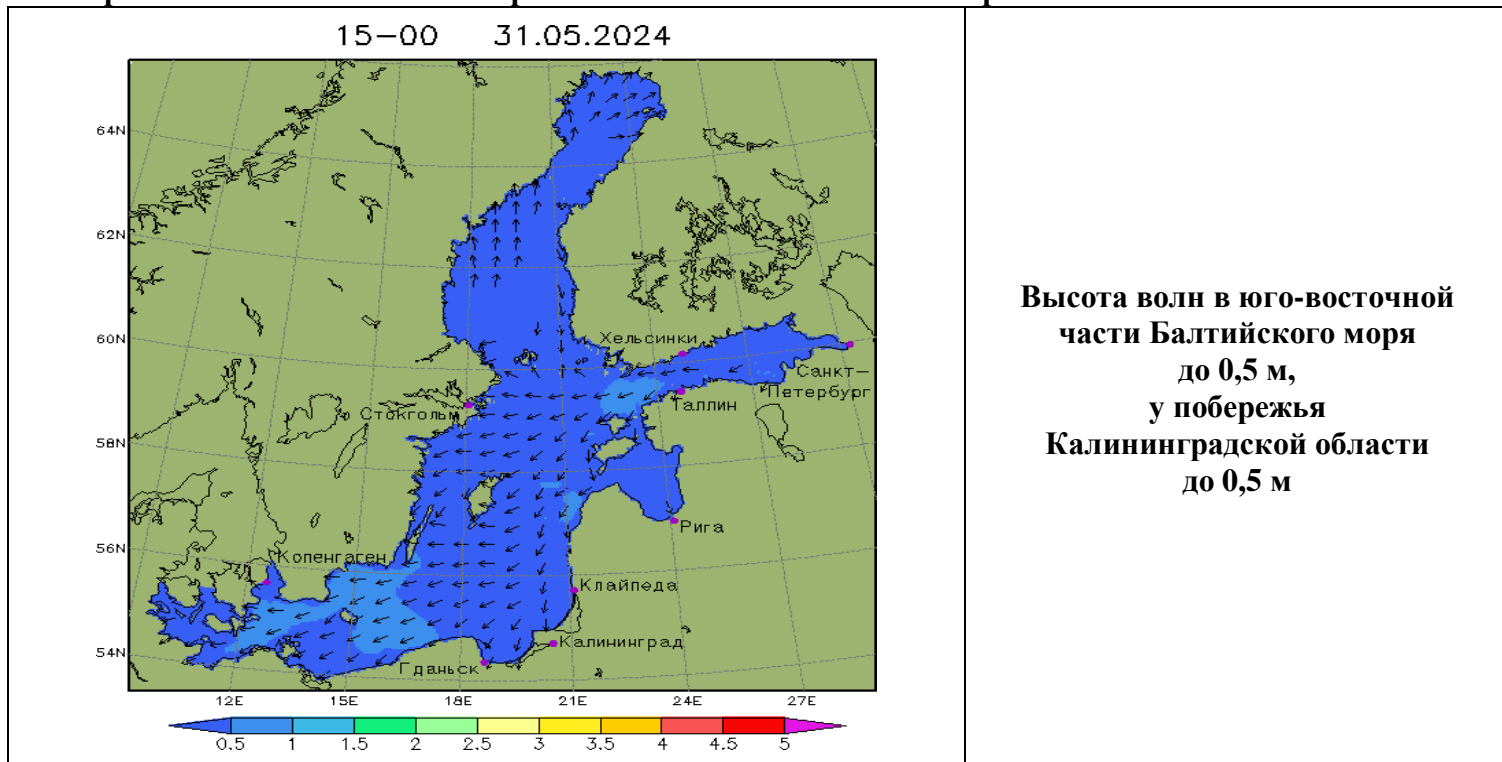 15-00 31.05.2024
64N
62N
60N
58N
56N
54N
Хельсинки
Санкт-
Петербург
Таллин
Стокгольм
Рига
Копенгаген
Клайпеда
Калининград
Гданьск
12E 15E 18E 21E 24E 27E
0.5 1 1.5 2 2.5 3 3.5 4 4.5 5
Высота волн в юго-восточной
части Балтийского моря
до 0,5 м,
у побережья
Калининградской области
до 0,5 м